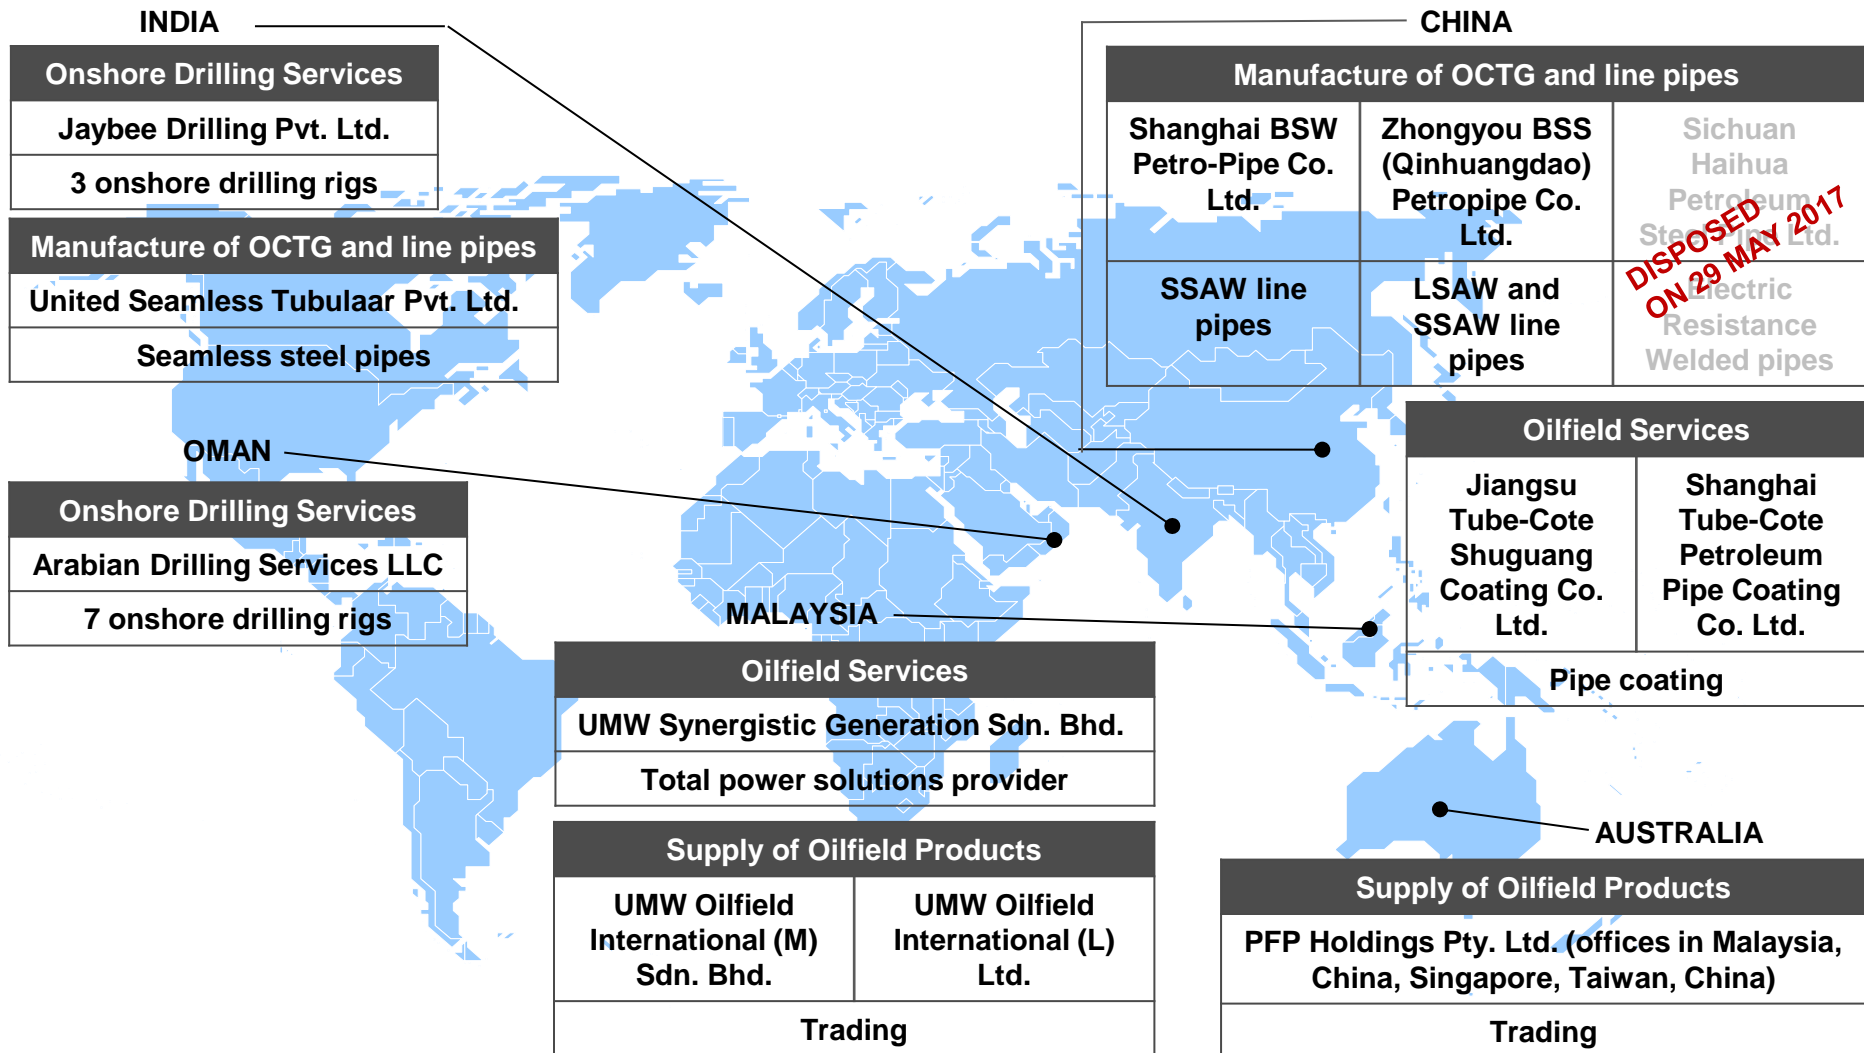 INDIA
Onshore Drilling Services
Jaybee Drilling Pvt. Ltd.
3 onshore drilling rigs
Manufacture of OCTG and line pipes
United Seamless Tubulaar Pvt. Ltd.
Seamless steel pipes
OMAN
Onshore Drilling Services
Arabian Drilling Services LLC
7 onshore drilling rigs
MALAYSIA
Oilfield Services
UMW Synergistic Generation Sdn. Bhd.
Total power solutions provider
Supply of Oilfield Products
UMW Oilfield
International (M)
Sdn. Bhd.
UMW Oilfield
International (L)
Ltd.
Trading
CHINA
Manufacture of OCTG and line pipes
Shanghai BSW
Petro-Pipe Co.
Ltd.
Zhongyou BSS
(Qinhuangdao)
Petropipe Co.
Ltd.
Sichuan
Haihua
Petroleum
Steel Pipe Ltd.
SSAW line
pipes
LSAW and
SSAW line
pipes
Electric
Resistance
Welded pipes
DISPOSED
ON 29 MAY 2017
Oilfield Services
Jiangsu
Tube-Cote
Shuguang
Coating Co.
Ltd.
Shanghai
Tube-Cote
Petroleum
Pipe Coating
Co. Ltd.
Pipe coating
AUSTRALIA
Supply of Oilfield Products
PFP Holdings Pty. Ltd. (offices in Malaysia,
China, Singapore, Taiwan, China)
Trading